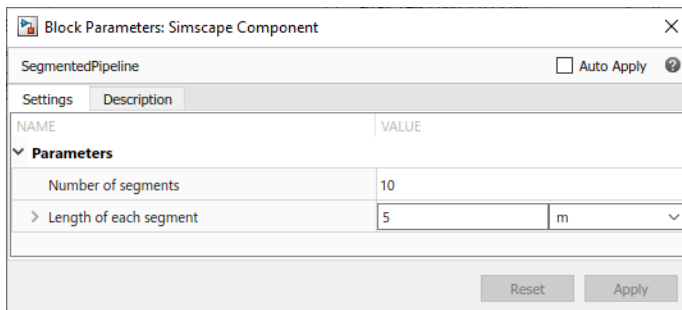 Block Parameters: Simscape Component
SegmentedPipeline
Auto Apply
Settings Description
NAME VALUE
Parameters
Number of segments 10
Length of each segment 5 m
Reset Apply